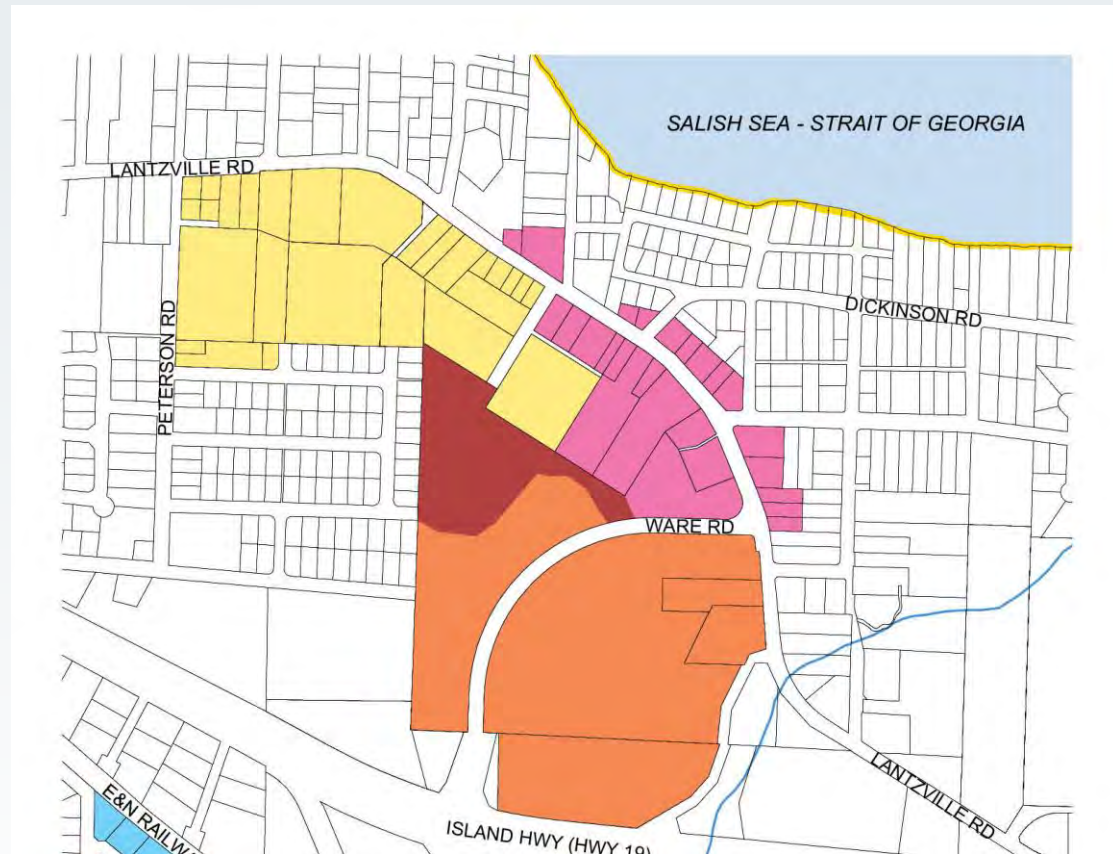 SALISH SEA - STRAIT OF GEORGIA
LANTZVILLE RD
DICKINSON RD
PETERSON RD
WARE RD
LANTZVILLE RD
E&N RAILWA
ISLAND HWY (HWY 19)